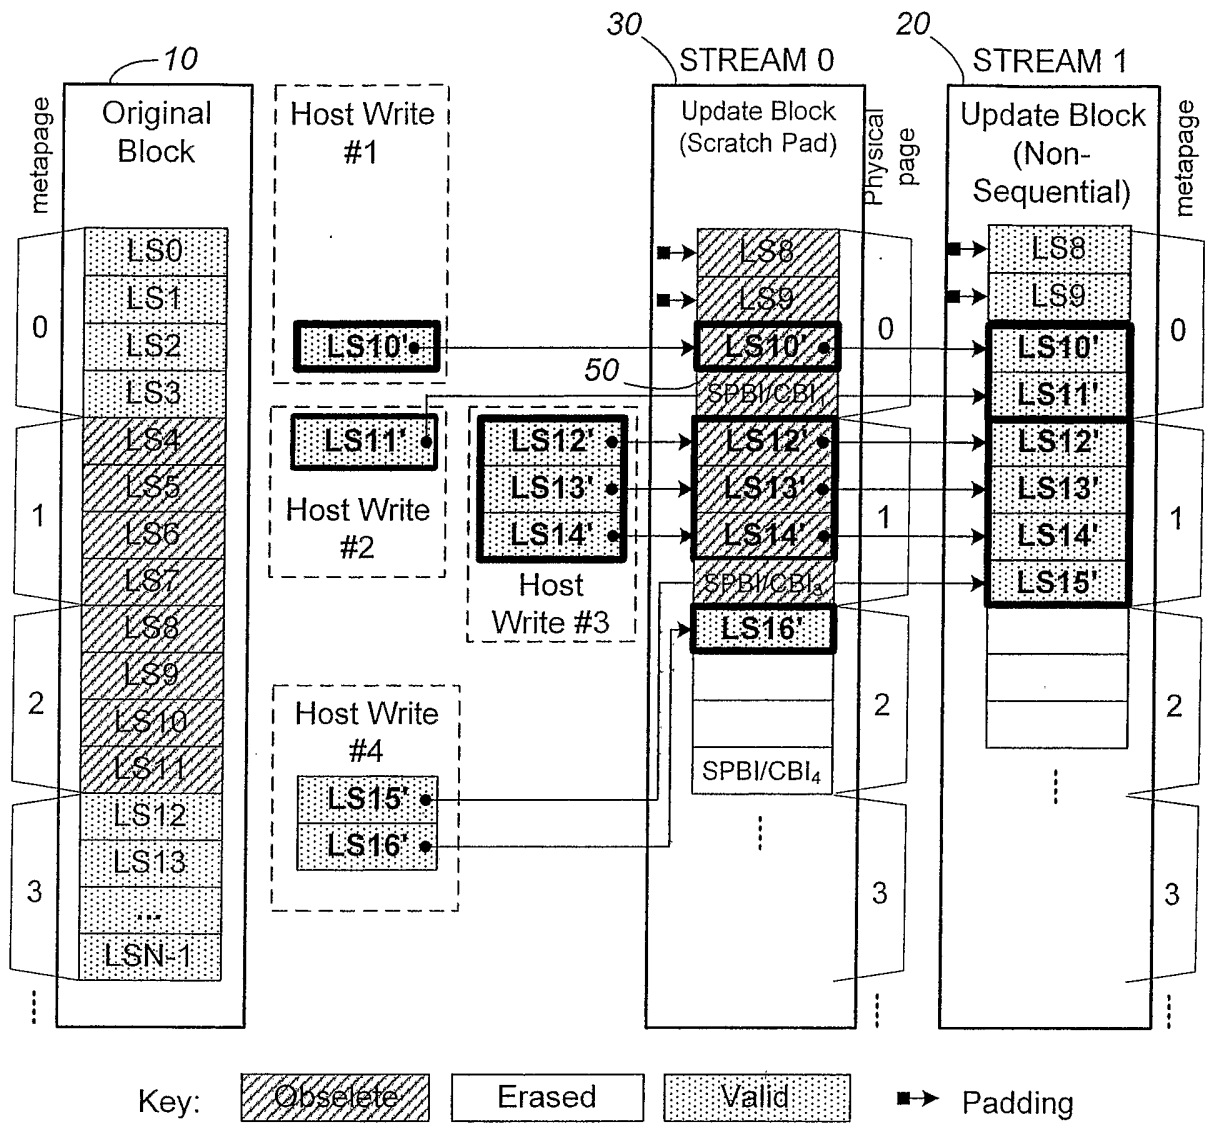 30
STREAM 0
20
STREAM 1
10
metapage
Original
Block
Host Write
#1
Update Block
(Scratch Pad)
Physical
page
Update Block
(Non-
Sequential)
metapage
LS0
LS1
LS2
LS3
LS4
LS5
LS6
LS7
LS8
LS9
LS10
LS11
LS12
LS13
...
LSN-1
0
1
2
3
LS10'
LS11'
Host Write
#2
LS12'
LS13'
LS14'
Host
Write #3
Host Write
#4
LS15'
LS16'
50
LS8
LS9
LS10'
SPBI/CBI1
LS12'
LS13'
LS14'
SPBI/CBI3
LS16'
SPBI/CBI4
0
1
2
3
LS8
LS9
LS10'
LS11'
LS12'
LS13'
LS14'
LS15'
0
1
2
3
Key:
Obselete
Erased
Valid
Padding